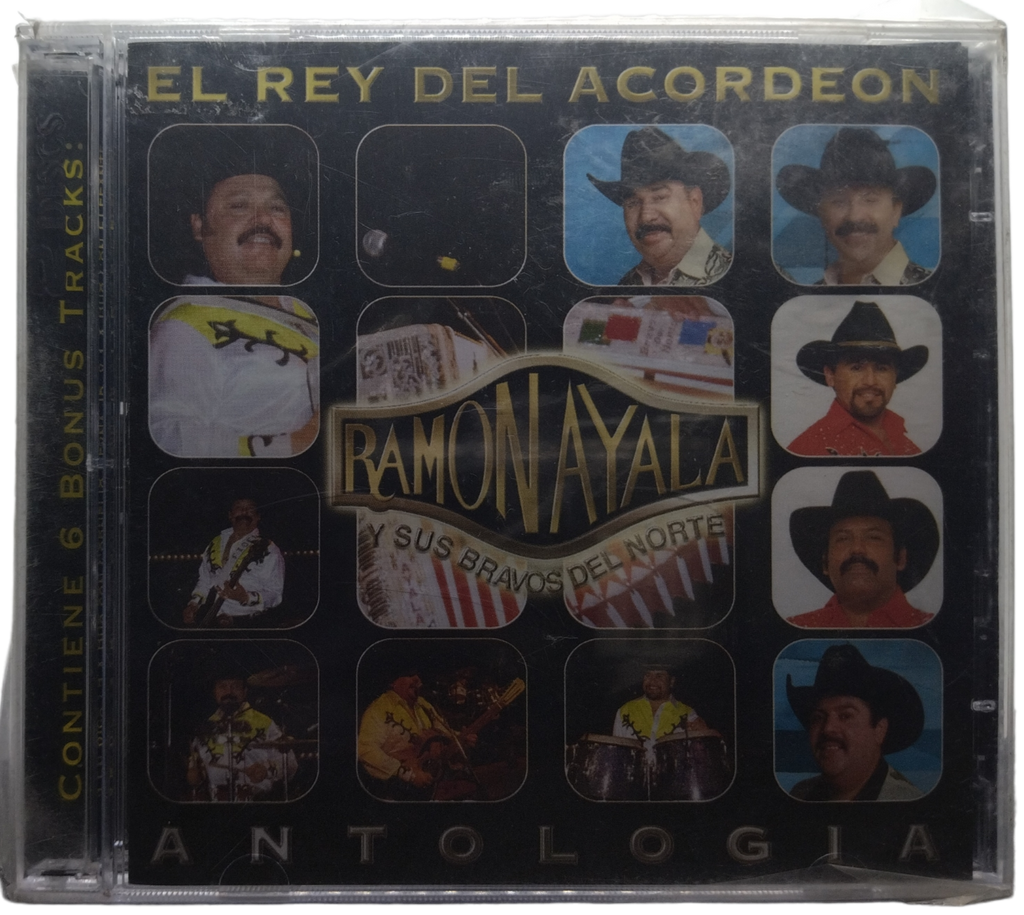 EL REY DEL ACORDEON
CONTIENE 6 BONUS TRACKS:
RAMON AYALA
Y SUS BRAVOS DEL NORTE
ANTOLOGIA